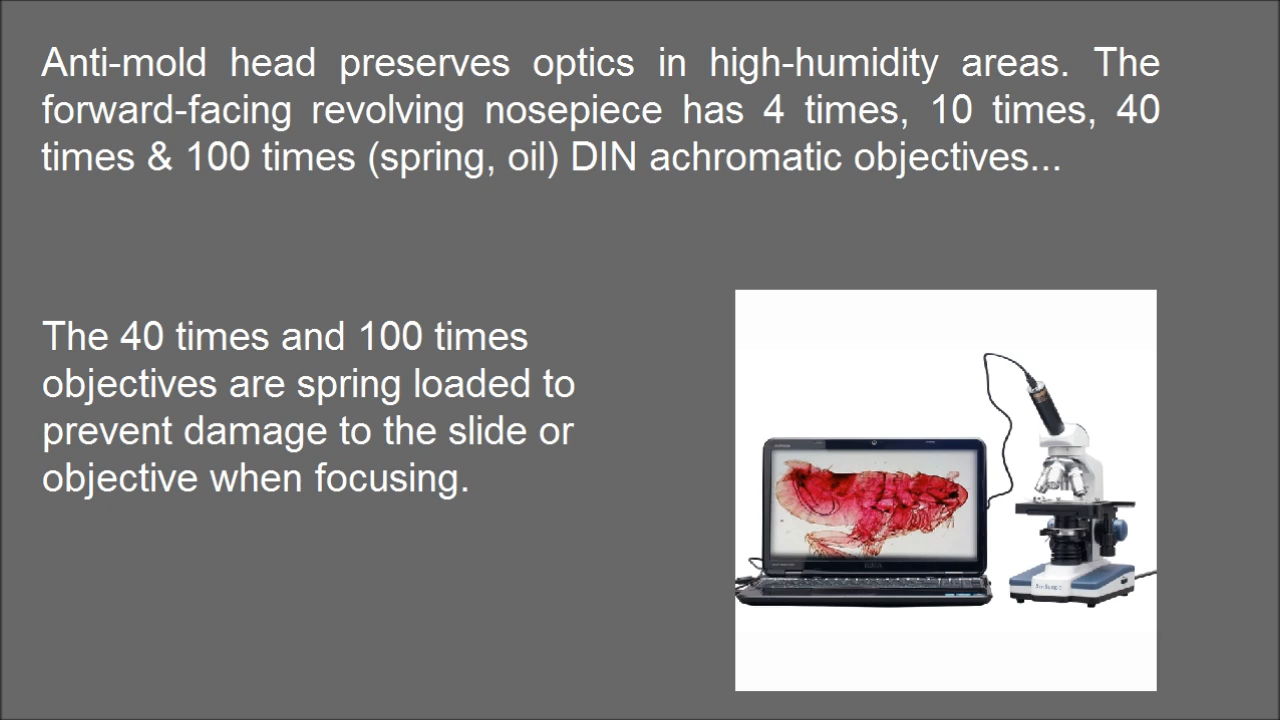 Anti-mold head preserves optics in high-humidity areas. The
forward-facing revolving nosepiece has 4 times, 10 times, 40
times & 100 times (spring, oil) DIN achromatic objectives...
The 40 times and 100 times
objectives are spring loaded to
prevent damage to the slide or
objective when focusing.